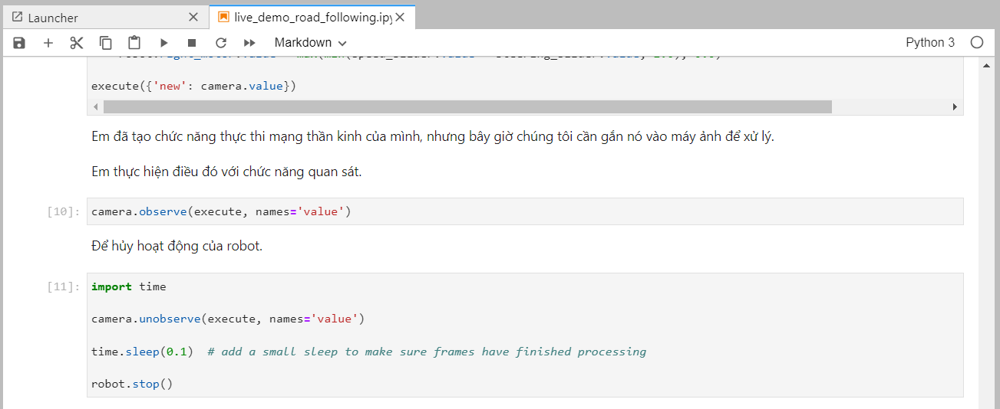 Launcher
live_demo_road_following.ipy
Markdown
Python 3
execute({'new': camera.value})
Em đã tạo chức năng thực thi mạng thần kinh của mình, nhưng bây giờ chúng tôi cần gắn nó vào máy ảnh để xử lý.
Em thực hiện điều đó với chức năng quan sát.
[10]: camera.observe(execute, names='value')
Để hủy hoạt động của robot.
[11]: import time
camera.unobserve(execute, names='value')
time.sleep(0.1)  # add a small sleep to make sure frames have finished processing
robot.stop()